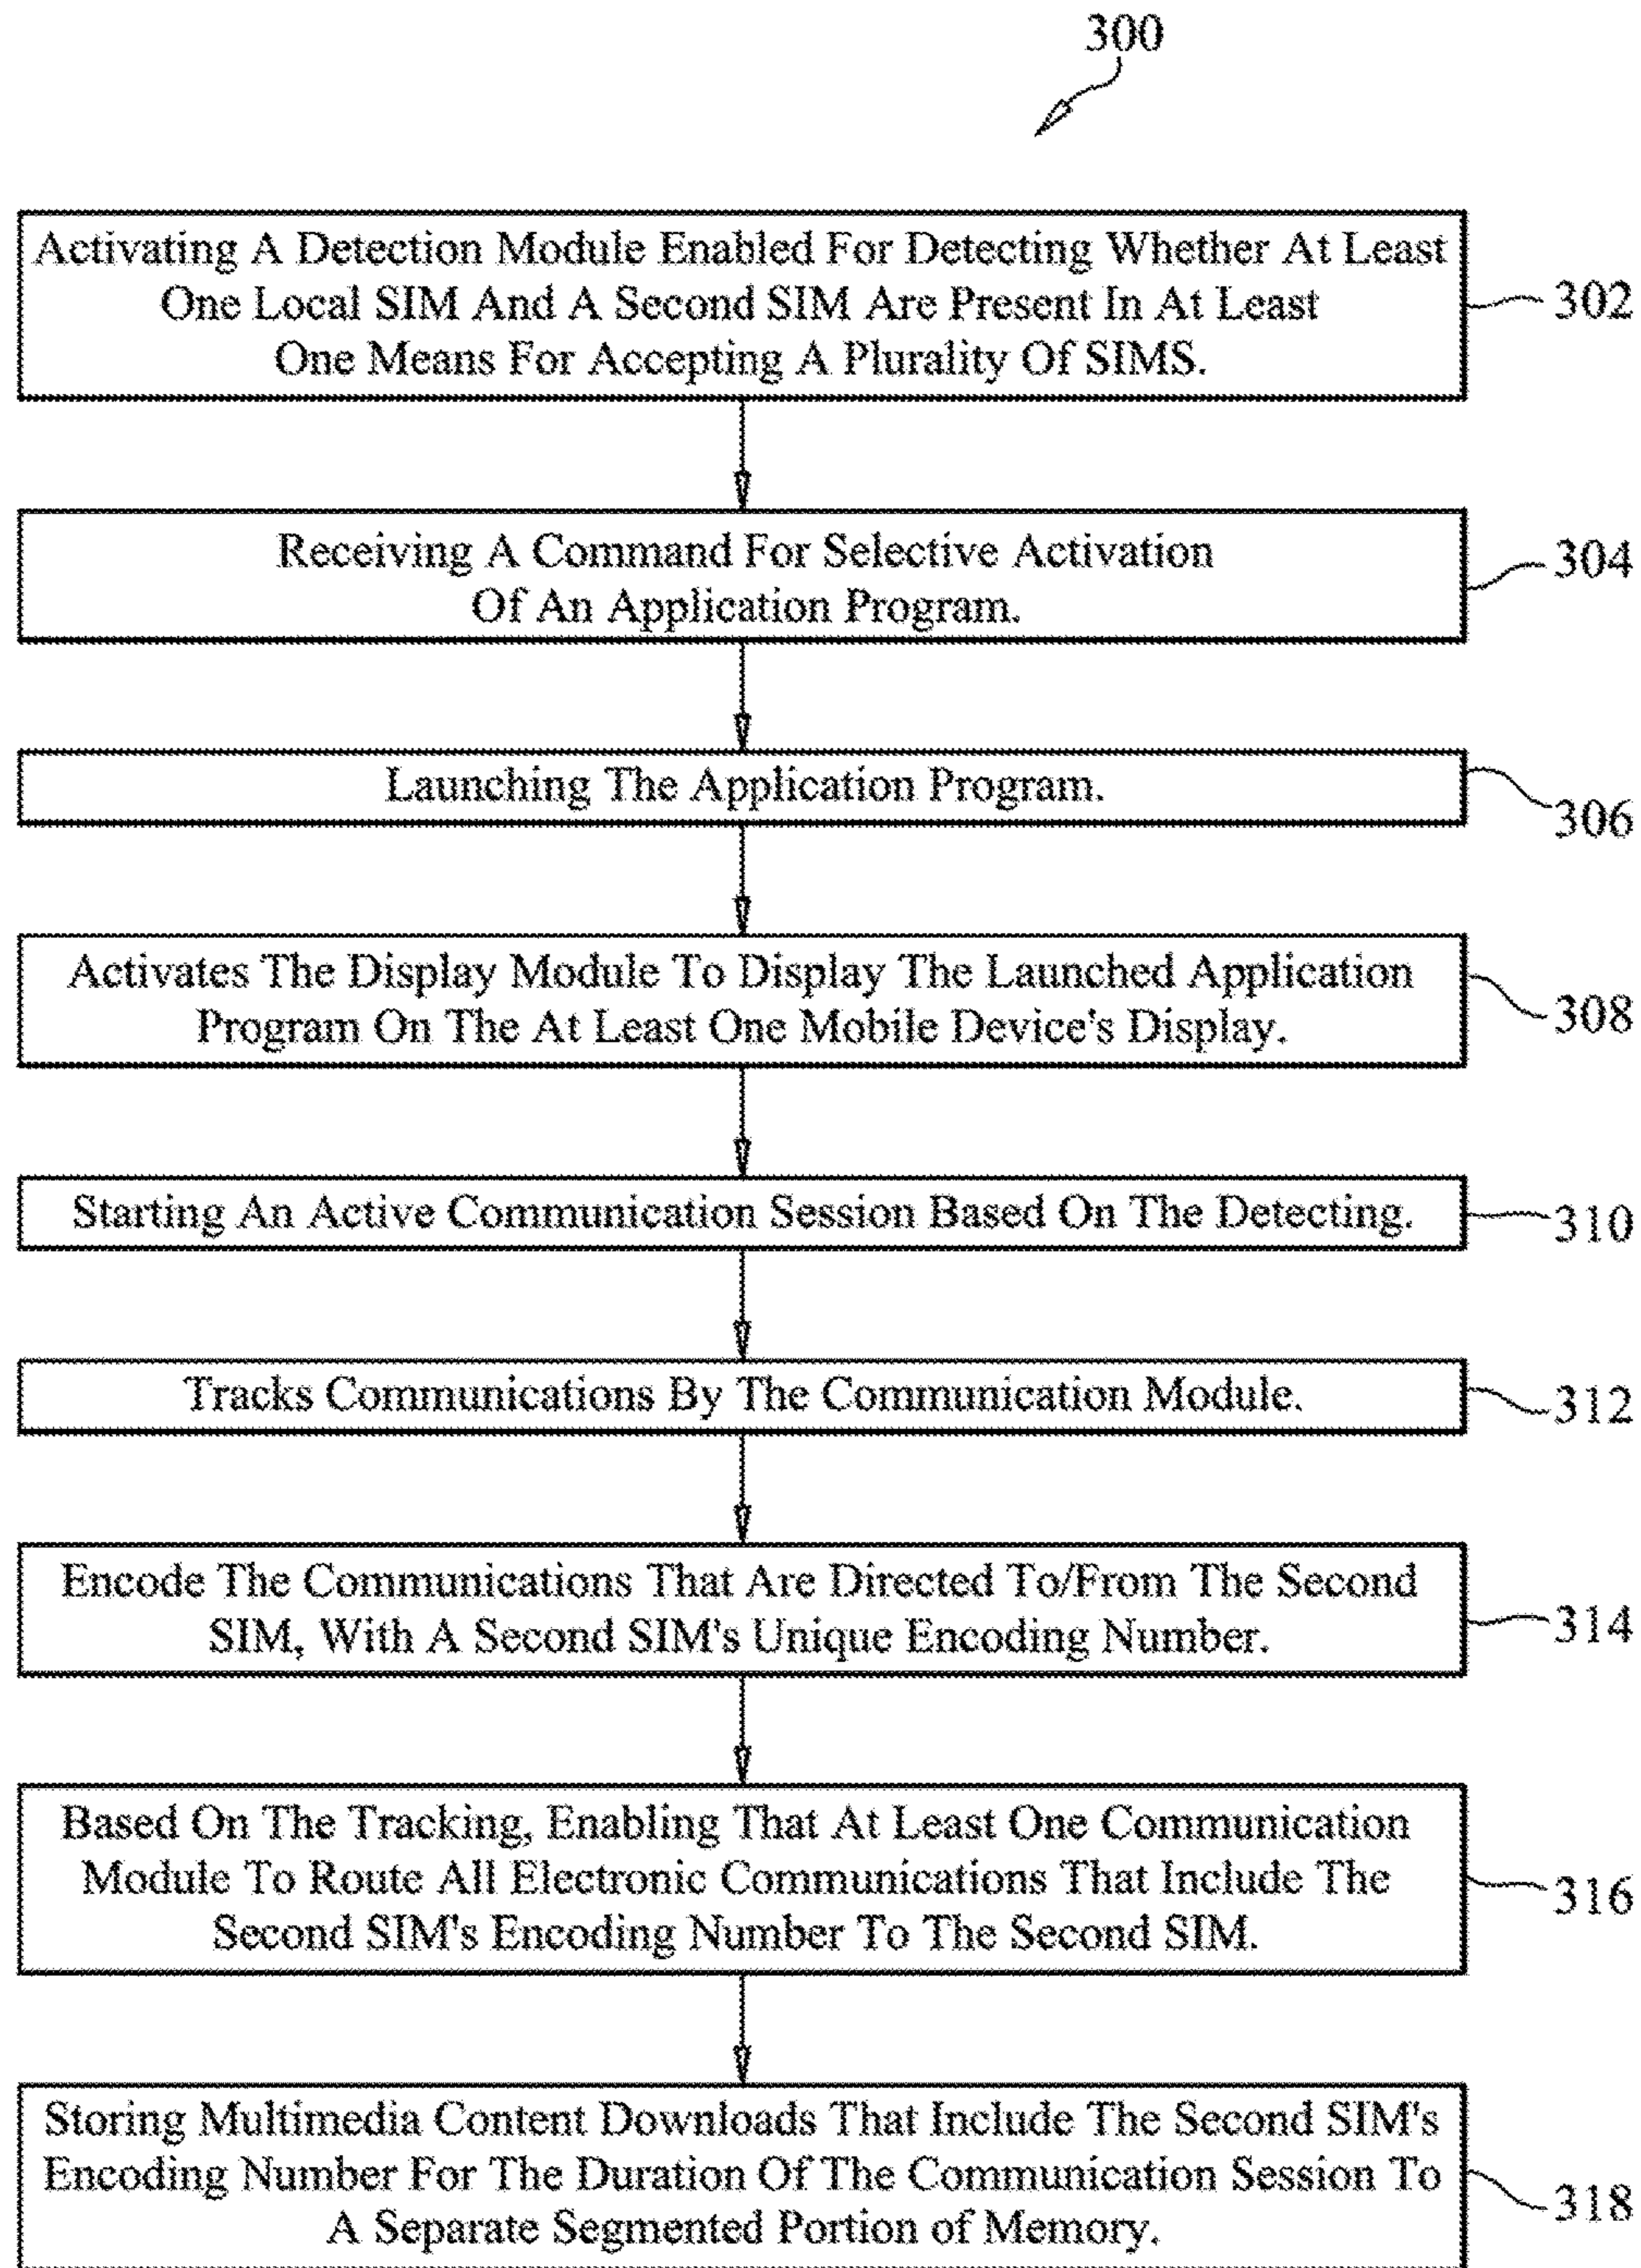 300
Activating A Detection Module Enabled For Detecting Whether At Least
One Local SIM And A Second SIM Are Present In At Least
One Means For Accepting A Plurality Of SIMS.
302
Receiving A Command For Selective Activation
Of An Application Program.
304
Launching The Application Program.
306
Activates The Display Module To Display The Launched Application
Program On The At Least One Mobile Device's Display.
308
Starting An Active Communication Session Based On The Detecting.
310
Tracks Communications By The Communication Module.
312
Encode The Communications That Are Directed To/From The Second
SIM, With A Second SIM's Unique Encoding Number.
314
Based On The Tracking, Enabling That At Least One Communication
Module To Route All Electronic Communications That Include The
Second SIM's Encoding Number To The Second SIM.
316
Storing Multimedia Content Downloads That Include The Second SIM's
Encoding Number For The Duration Of The Communication Session To
A Separate Segmented Portion of Memory.
318